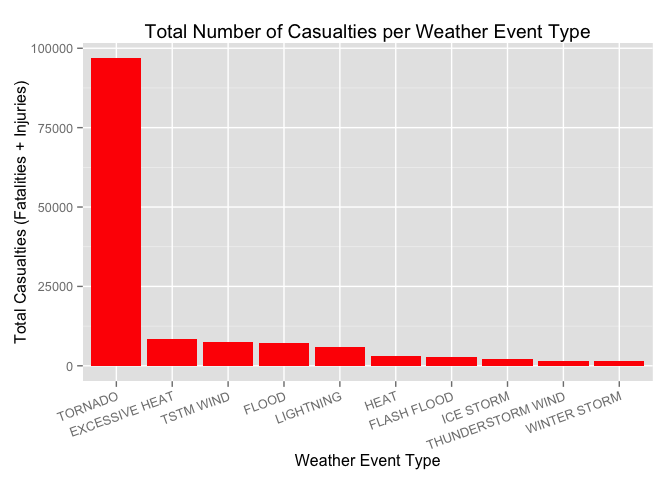 Total Number of Casualties per Weather Event Type
Total Casualties (Fatalities + Injuries)
100000
75000
50000
25000
0
TORNADO
EXCESSIVE HEAT
TSTM WIND
FLOOD
LIGHTNING
HEAT
FLASH FLOOD
ICE STORM
THUNDERSTORM WIND
WINTER STORM
Weather Event Type